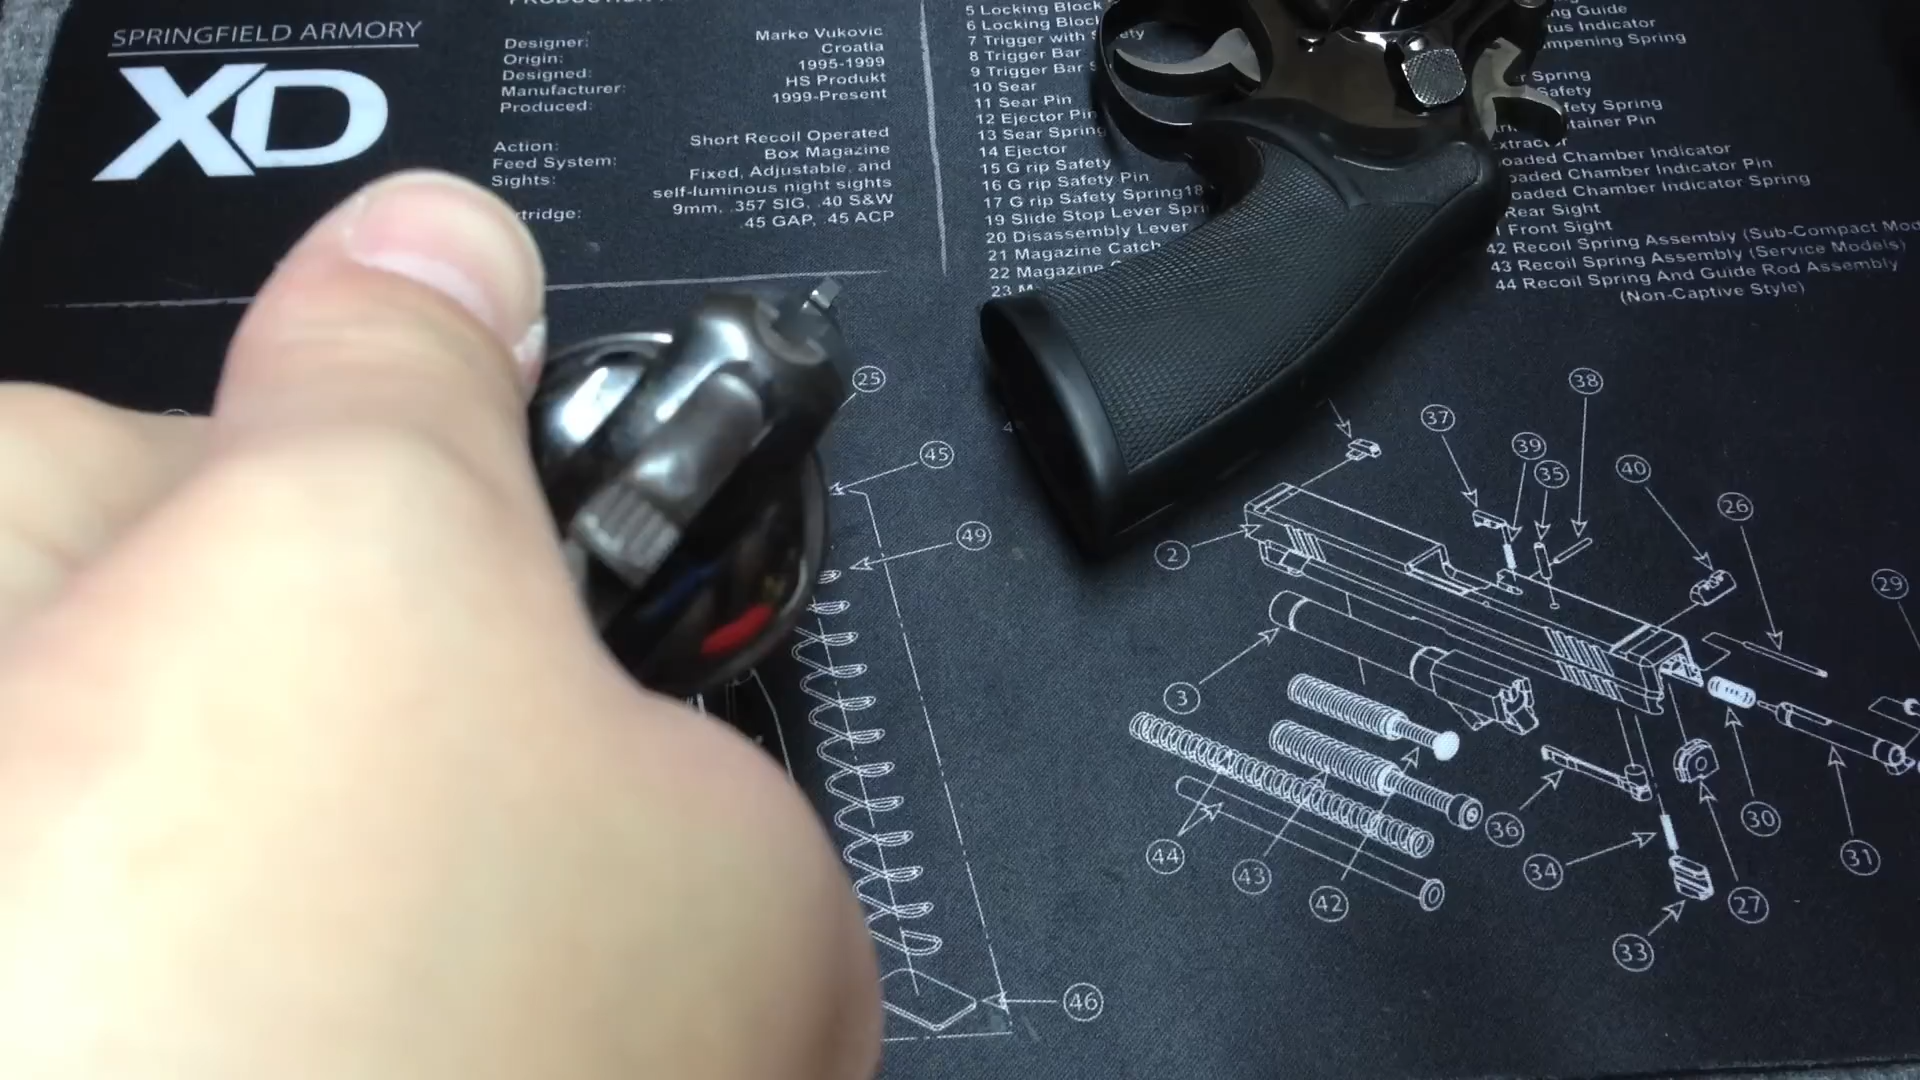 SPRINGFIELD ARMORY
XD
Designer: Marko Vukovic
Origin: Croatia
Designed: 1995-1999
Manufacturer: HS Produkt
Produced: 1999-Present
Action: Short Recoil Operated
Feed System: Box Magazine
Sights: Fixed, Adjustable, and
self-luminous night sights
9mm, .357 SIG, .40 S&W
.45 GAP, .45 ACP
5 Locking Block
6 Locking Block
7 Trigger with
8 Trigger Bar
9 Trigger Bar
10 Sear
11 Sear Pin
12 Ejector Pin
13 Sear Spring
14 Ejector
15 G rip Safety
16 G rip Safety Pin
17 G rip Safety Spring18
19 Slide Stop Lever
20 Disassembly Lever
21 Magazine Catch
22 Magazine
23
Guide
Indicator
Spring
Spring
Safety
Spring
Pin
Chamber Indicator
Chamber Indicator Pin
Chamber Indicator Spring
Rear Sight
Front Sight
42 Recoil Spring Assembly (Sub-Compact
43 Recoil Spring Assembly (Service Models)
44 Recoil Spring And Guide Rod Assembly
(Non-Captive Style)
25
45
49
46
38
37
39
35
40
26
2
29
3
36
30
31
44
43
42
34
27
33